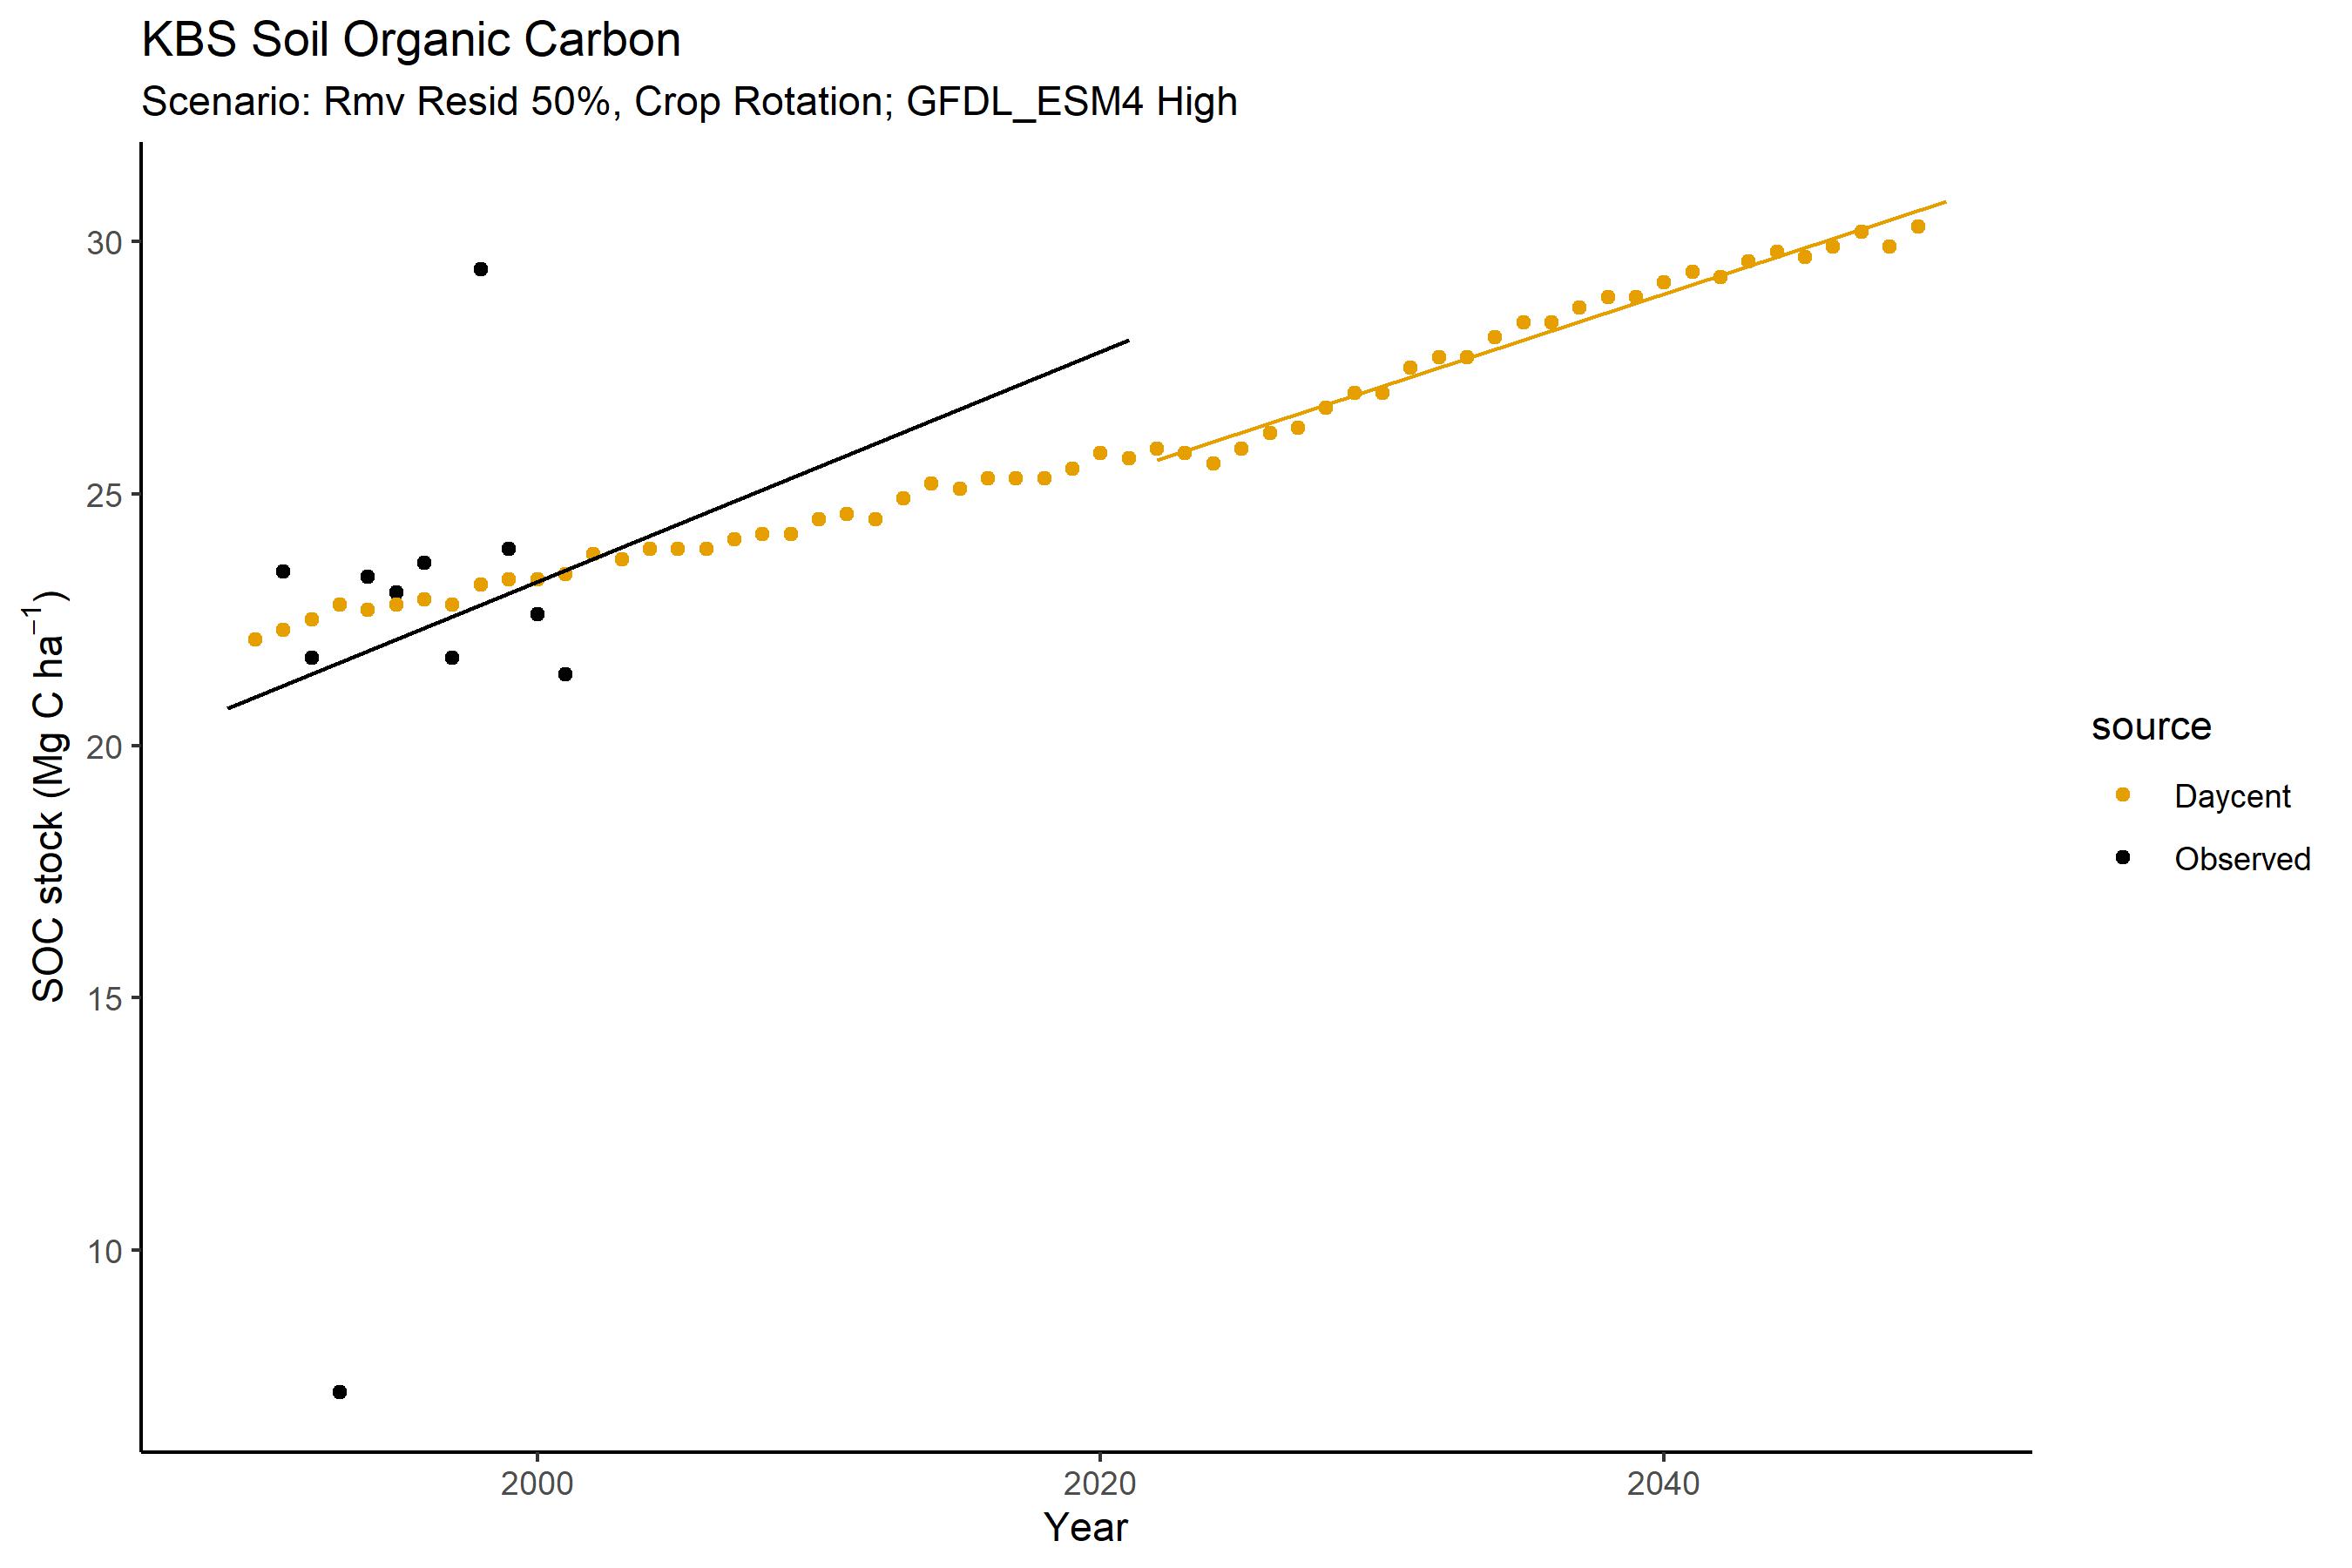 KBS Soil Organic Carbon
Scenario: Rmv Resid 50%, Crop Rotation; GFDL_ESM4 High
SOC stock (Mg C ha⁻¹)
30
25
20
15
10
2000
2020
2040
Year
source
Daycent
Observed